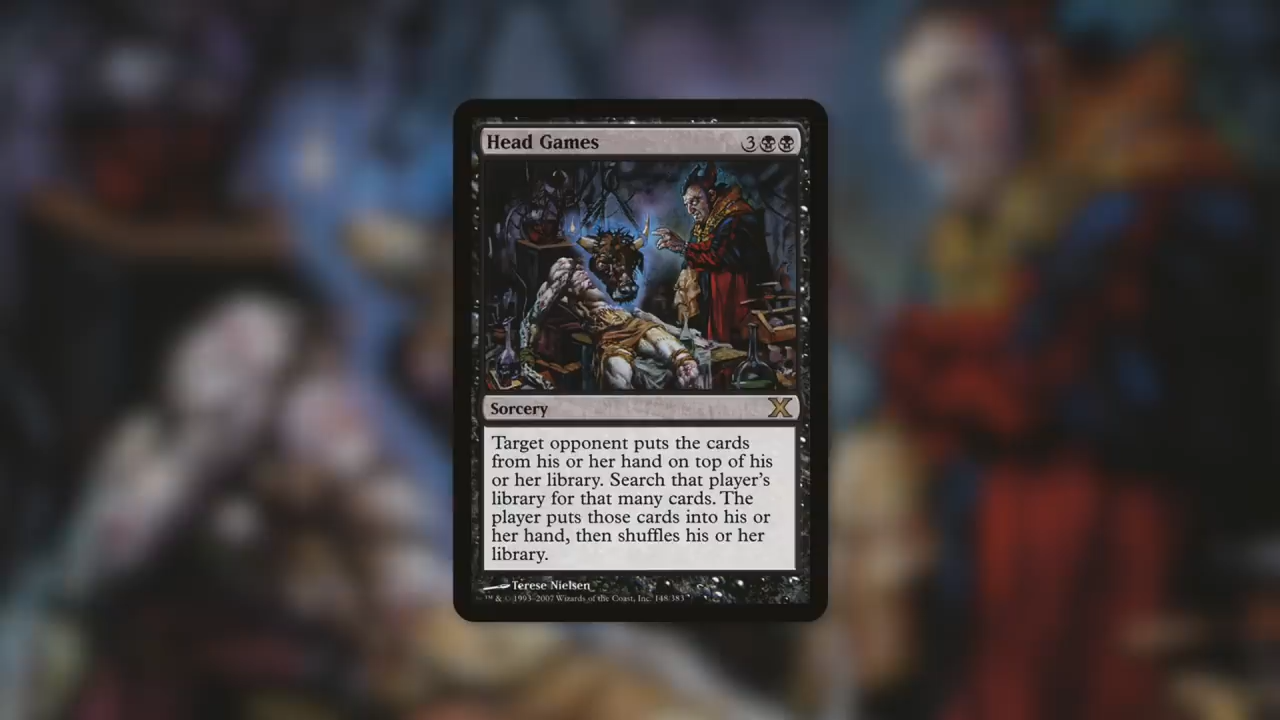 Head Games 3
Sorcery X
Target opponent puts the cards
from his or her hand on top of his
or her library. Search that player's
library for that many cards. The
player puts those cards into his or
her hand, then shuffles his or her
library.
Terese Nielsen
™ & © 1993–2007 Wizards of the Coast, Inc. 148/383